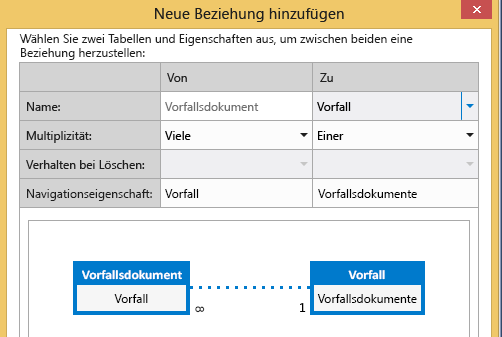 Neue Beziehung hinzufügen
Wählen Sie zwei Tabellen und Eigenschaften aus, um zwischen beiden eine
Beziehung herzustellen:
Von Zu
Name: Vorfallsdokument Vorfall
Multiplizität: Viele Einer
Verhalten bei Löschen:
Navigationseigenschaft: Vorfall Vorfallsdokumente
Vorfallsdokument Vorfall
Vorfall Vorfallsdokumente
∞ 1